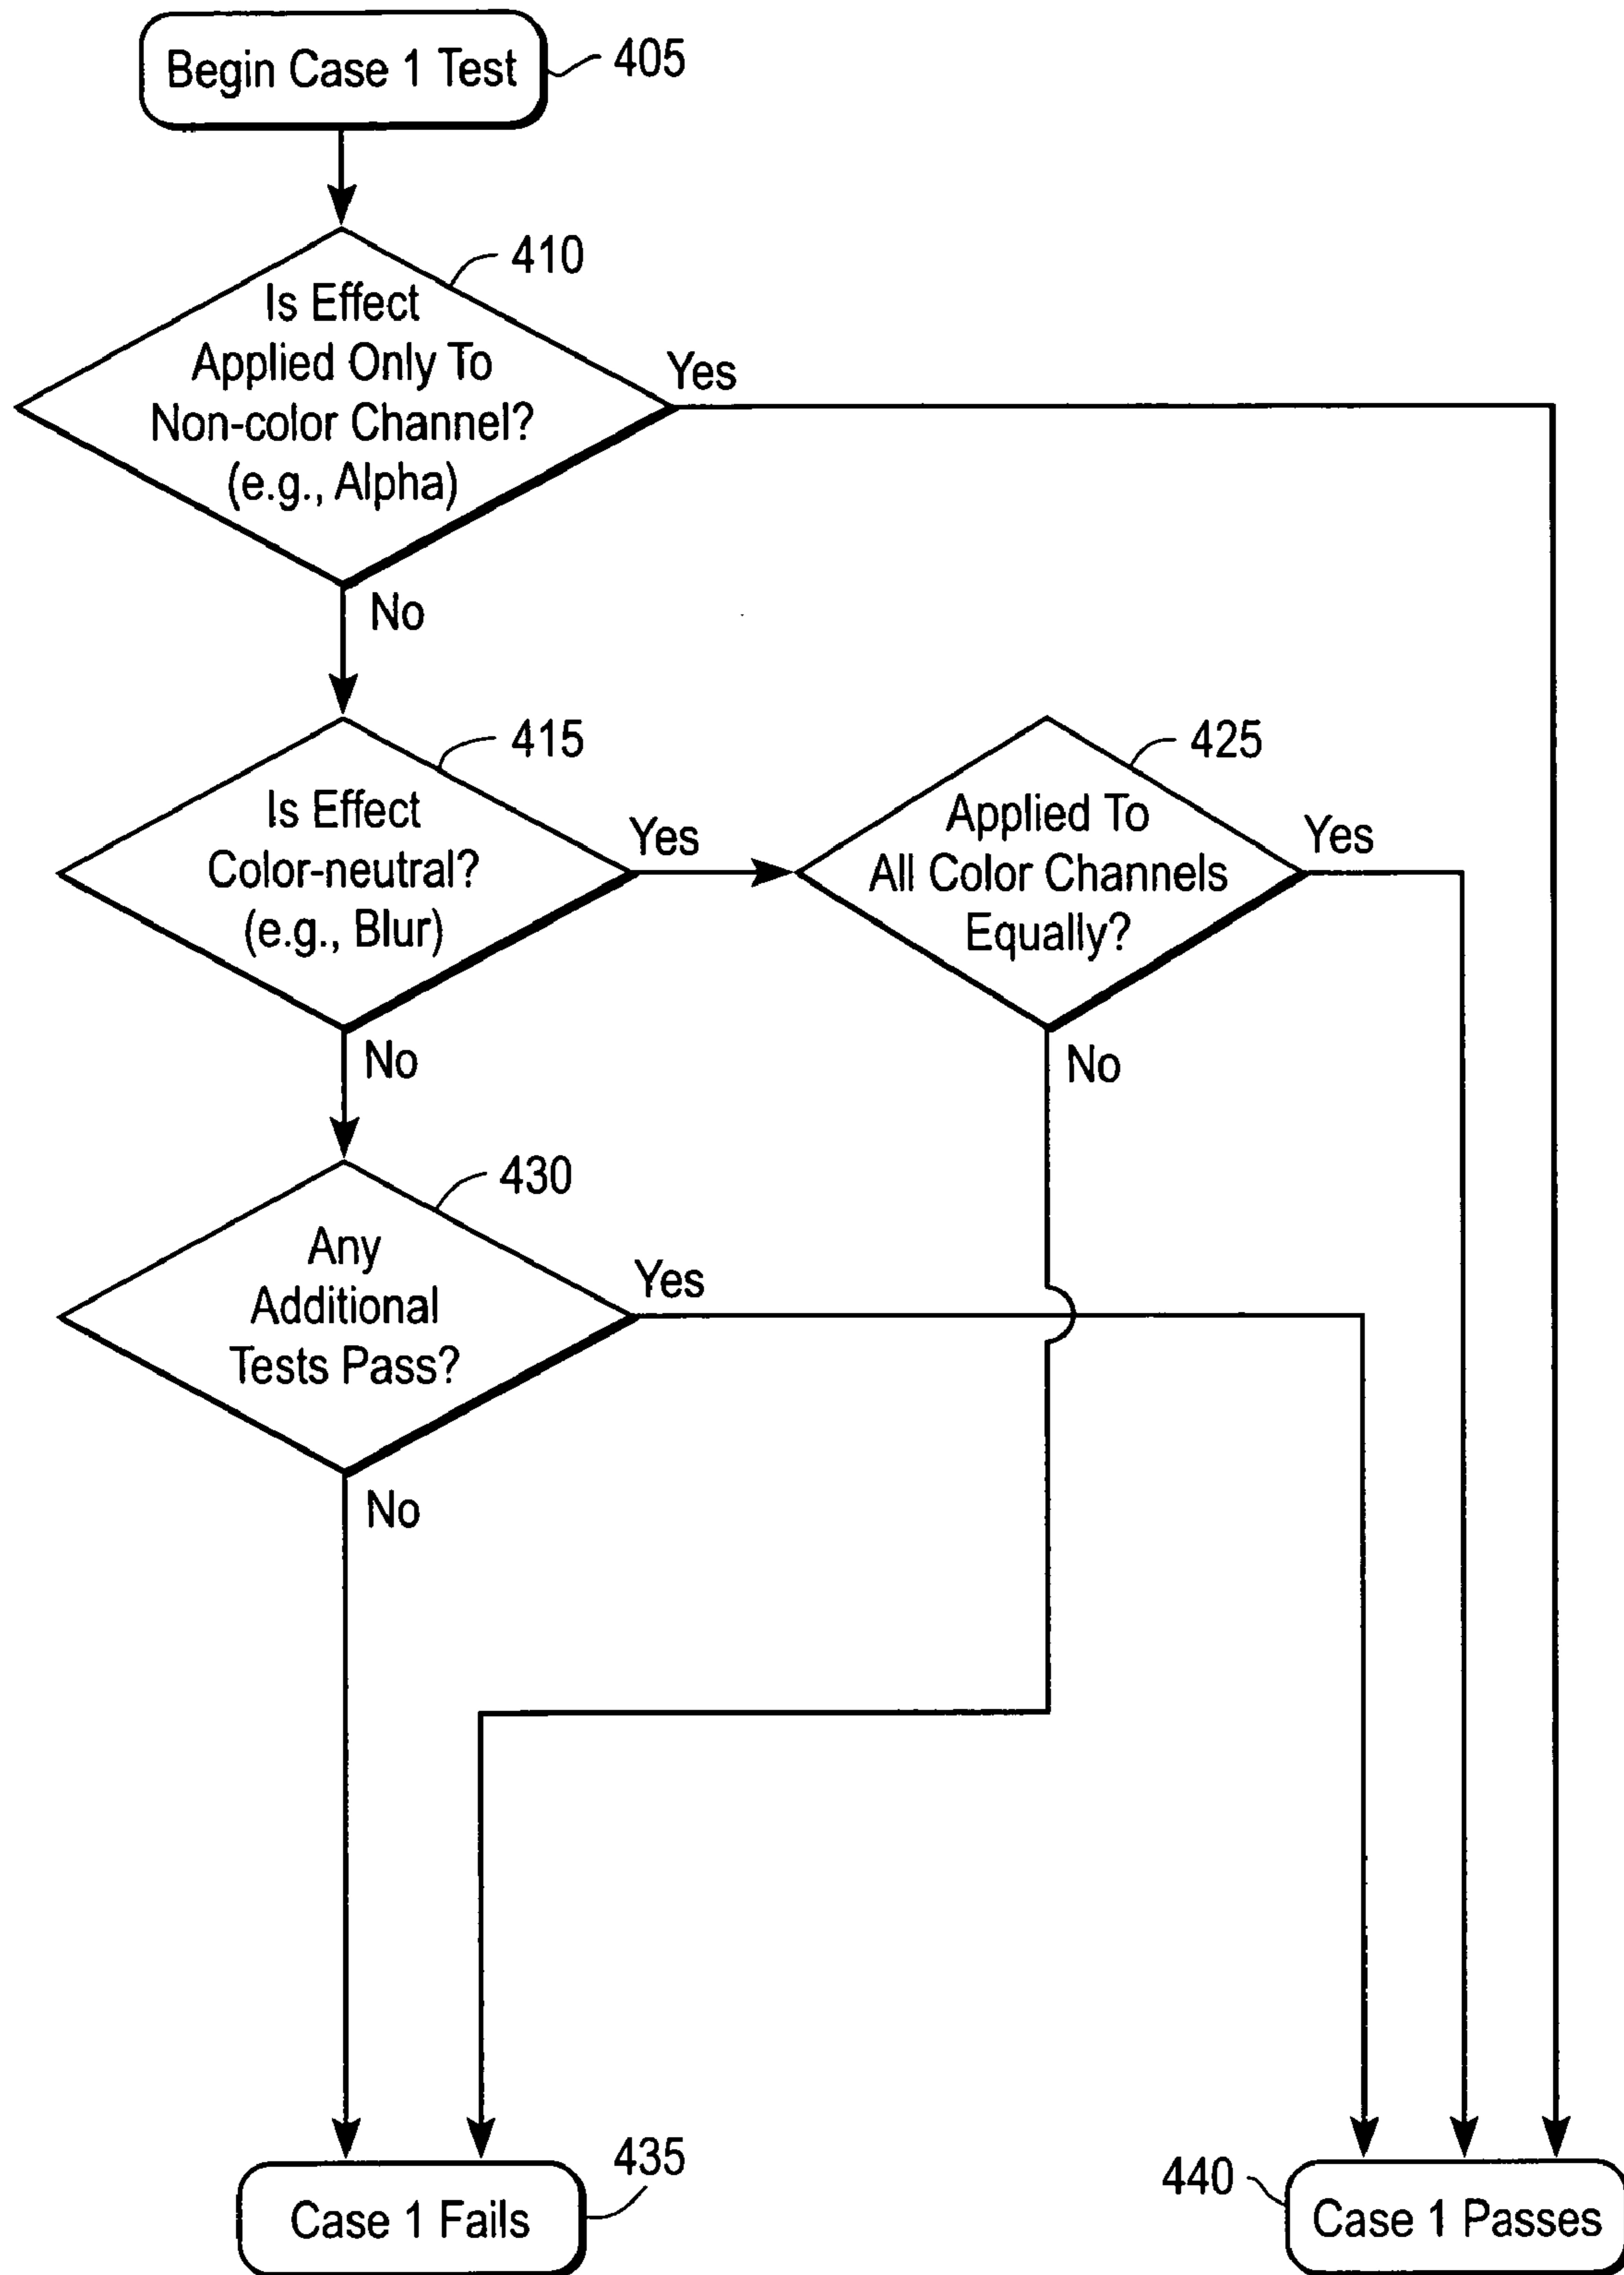 Begin Case 1 Test
405
410
Is Effect
Applied Only To
Non-color Channel?
(e.g., Alpha)
Yes
No
415
Is Effect
Color-neutral?
(e.g., Blur)
Yes
No
425
Applied To
All Color Channels
Equally?
Yes
No
430
Any
Additional
Tests Pass?
Yes
No
435
Case 1 Fails
440
Case 1 Passes